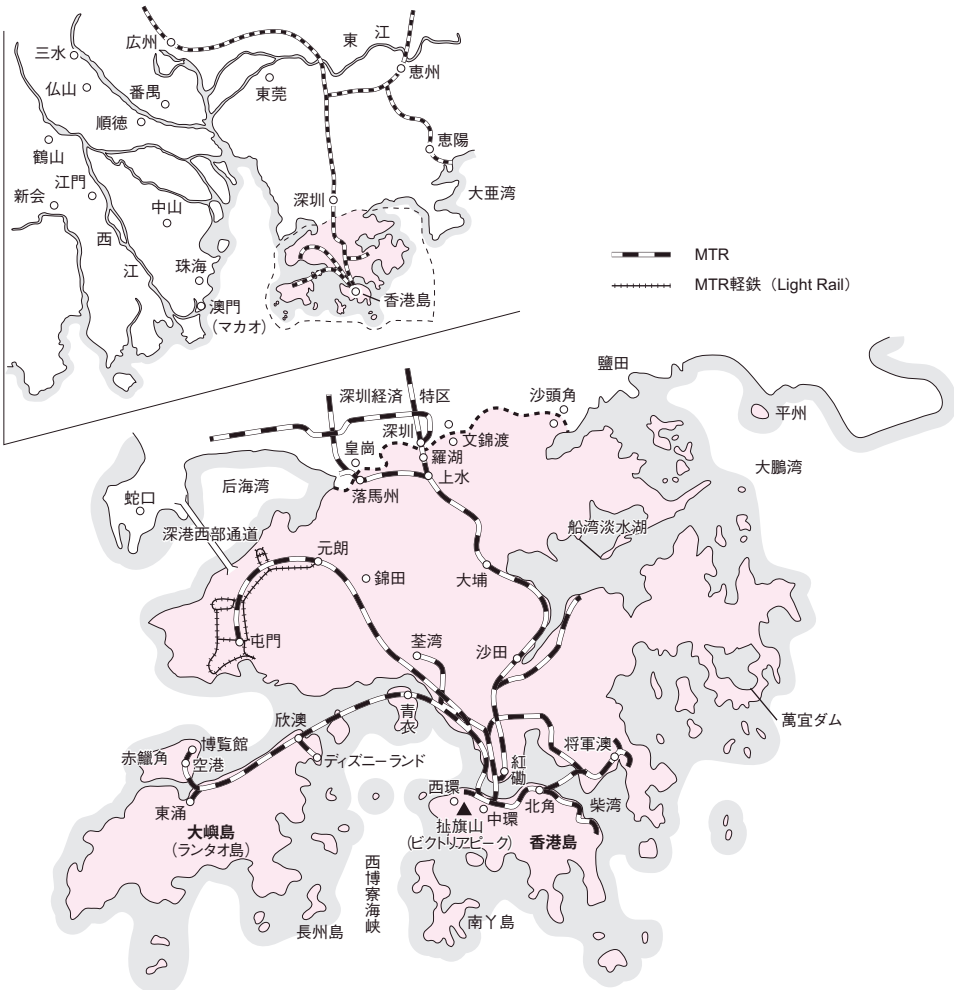 広州
東江
三水
恵州
仏山
番禺
東莞
順徳
恵陽
鶴山
大亜湾
江門
新会
深圳
中山
西江
珠海
香港島
澳門
(マカオ)
MTR
MTR軽鉄（Light Rail）
鹽田
深圳経済 特区
沙頭角
平州
深圳
文錦渡
皇崗
羅湖
大鵬湾
上水
后海湾
落馬州
蛇口
船湾淡水湖
深港西部通道
元朗
錦田
大埔
屯門
荃湾
沙田
青衣
萬宜ダム
欣澳
将軍澳
博覧館
赤鱲角
空港
ディズニーランド
紅磡
西環
北角
柴湾
東涌
中環
扯旗山
(ビクトリアピーク)
大嶼島
(ランタオ島)
香港島
西博寮海峡
南丫島
長州島